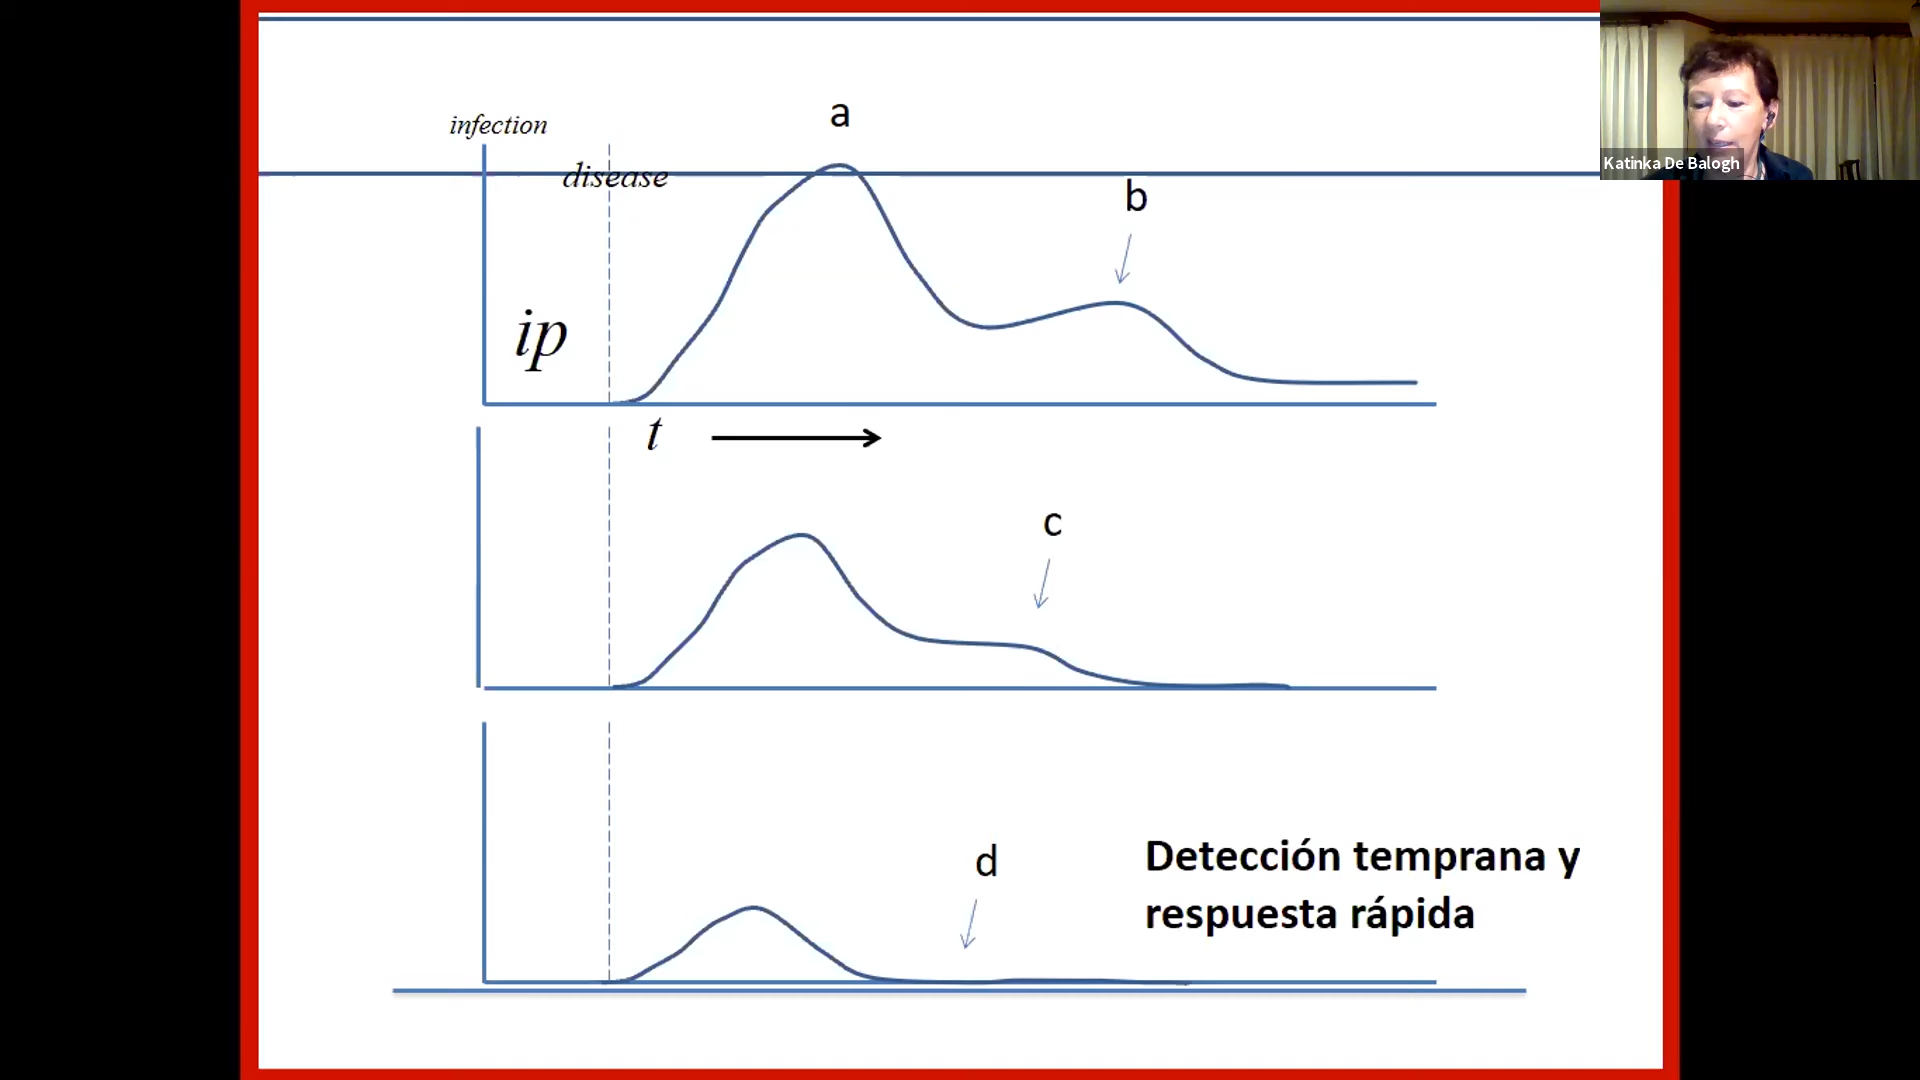 Katinka De Balogh
infection
disease
a
b
ip
t
c
d
Detección temprana y
respuesta rápida